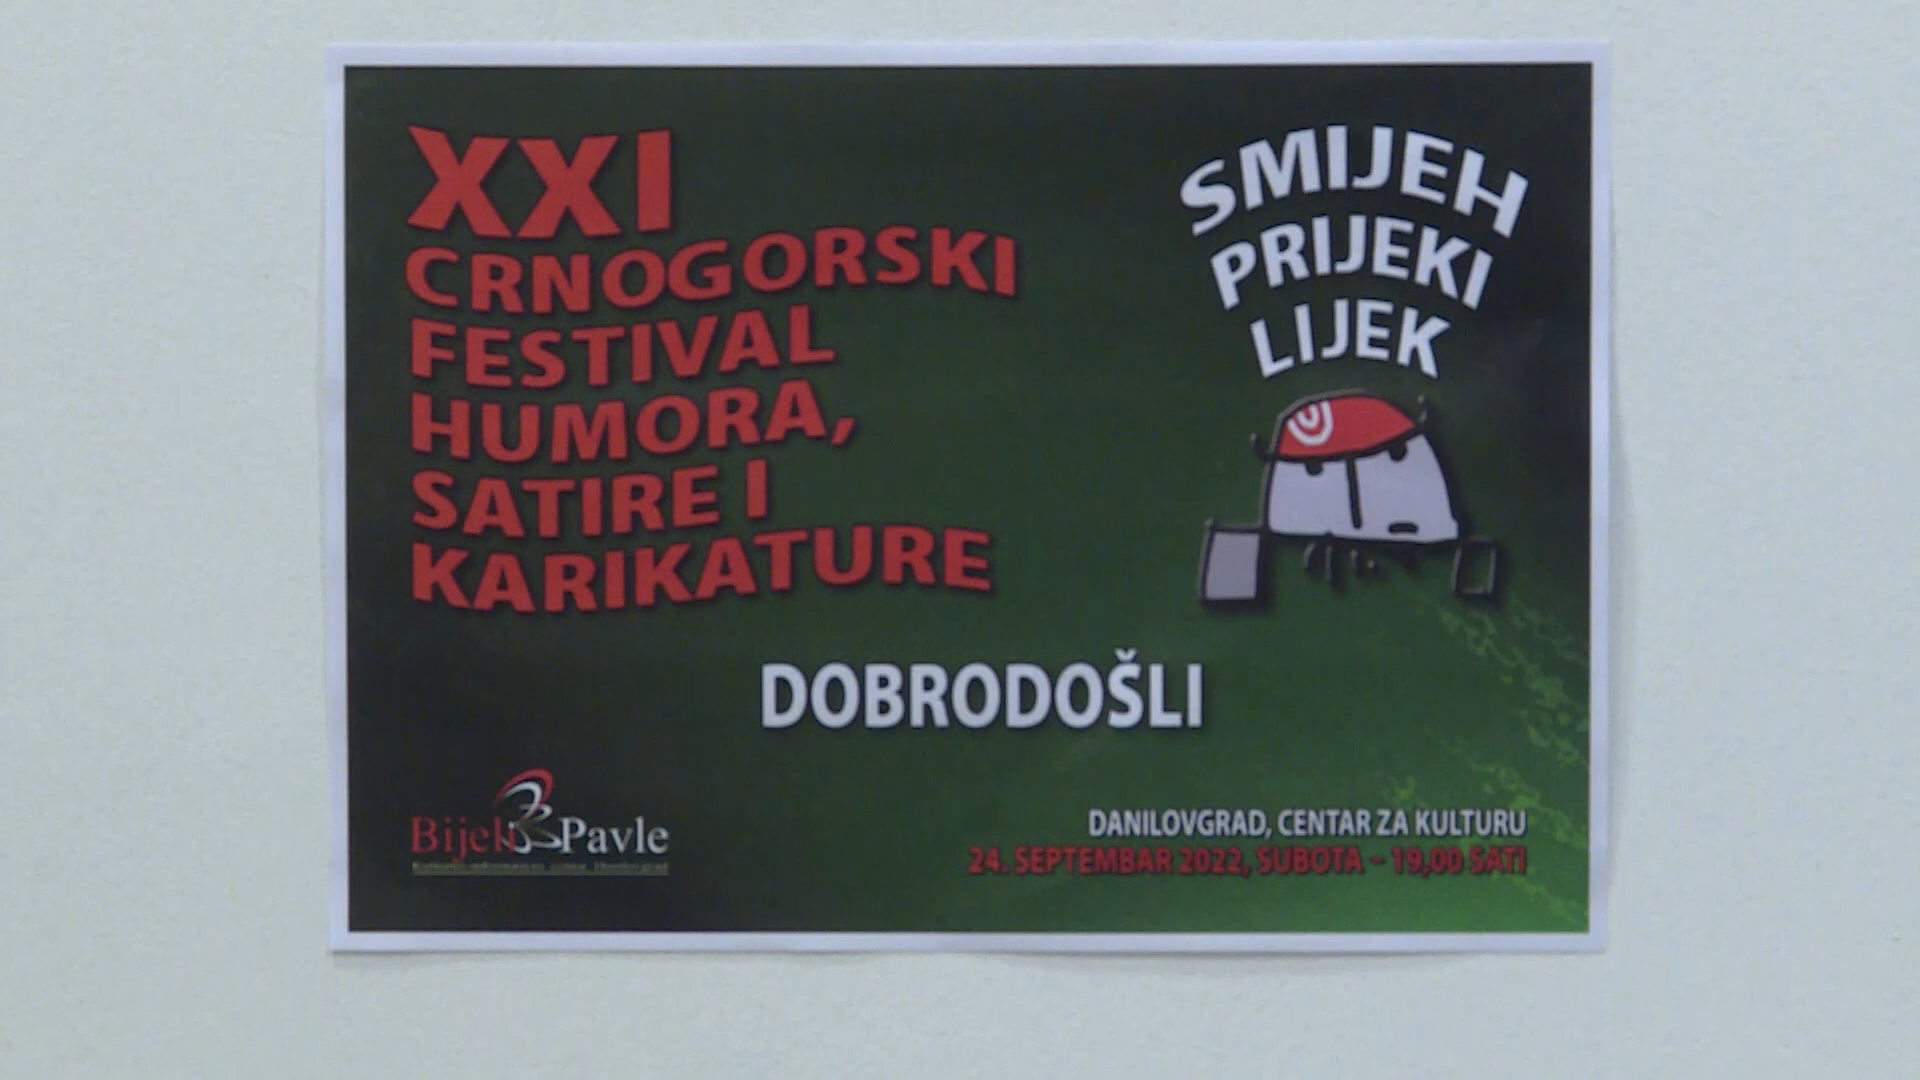 XXI
CRNOGORSKI
FESTIVAL
HUMORA,
SATIRE I
KARIKATURE
SMIJEH
PRIJEKI
LIJEK
DOBRODOŠLI
Bijeli Pavle
DANILOVGRAD, CENTAR ZA KULTURU
24. SEPTEMBAR 2022, SUBOTA - 19,00 SATI